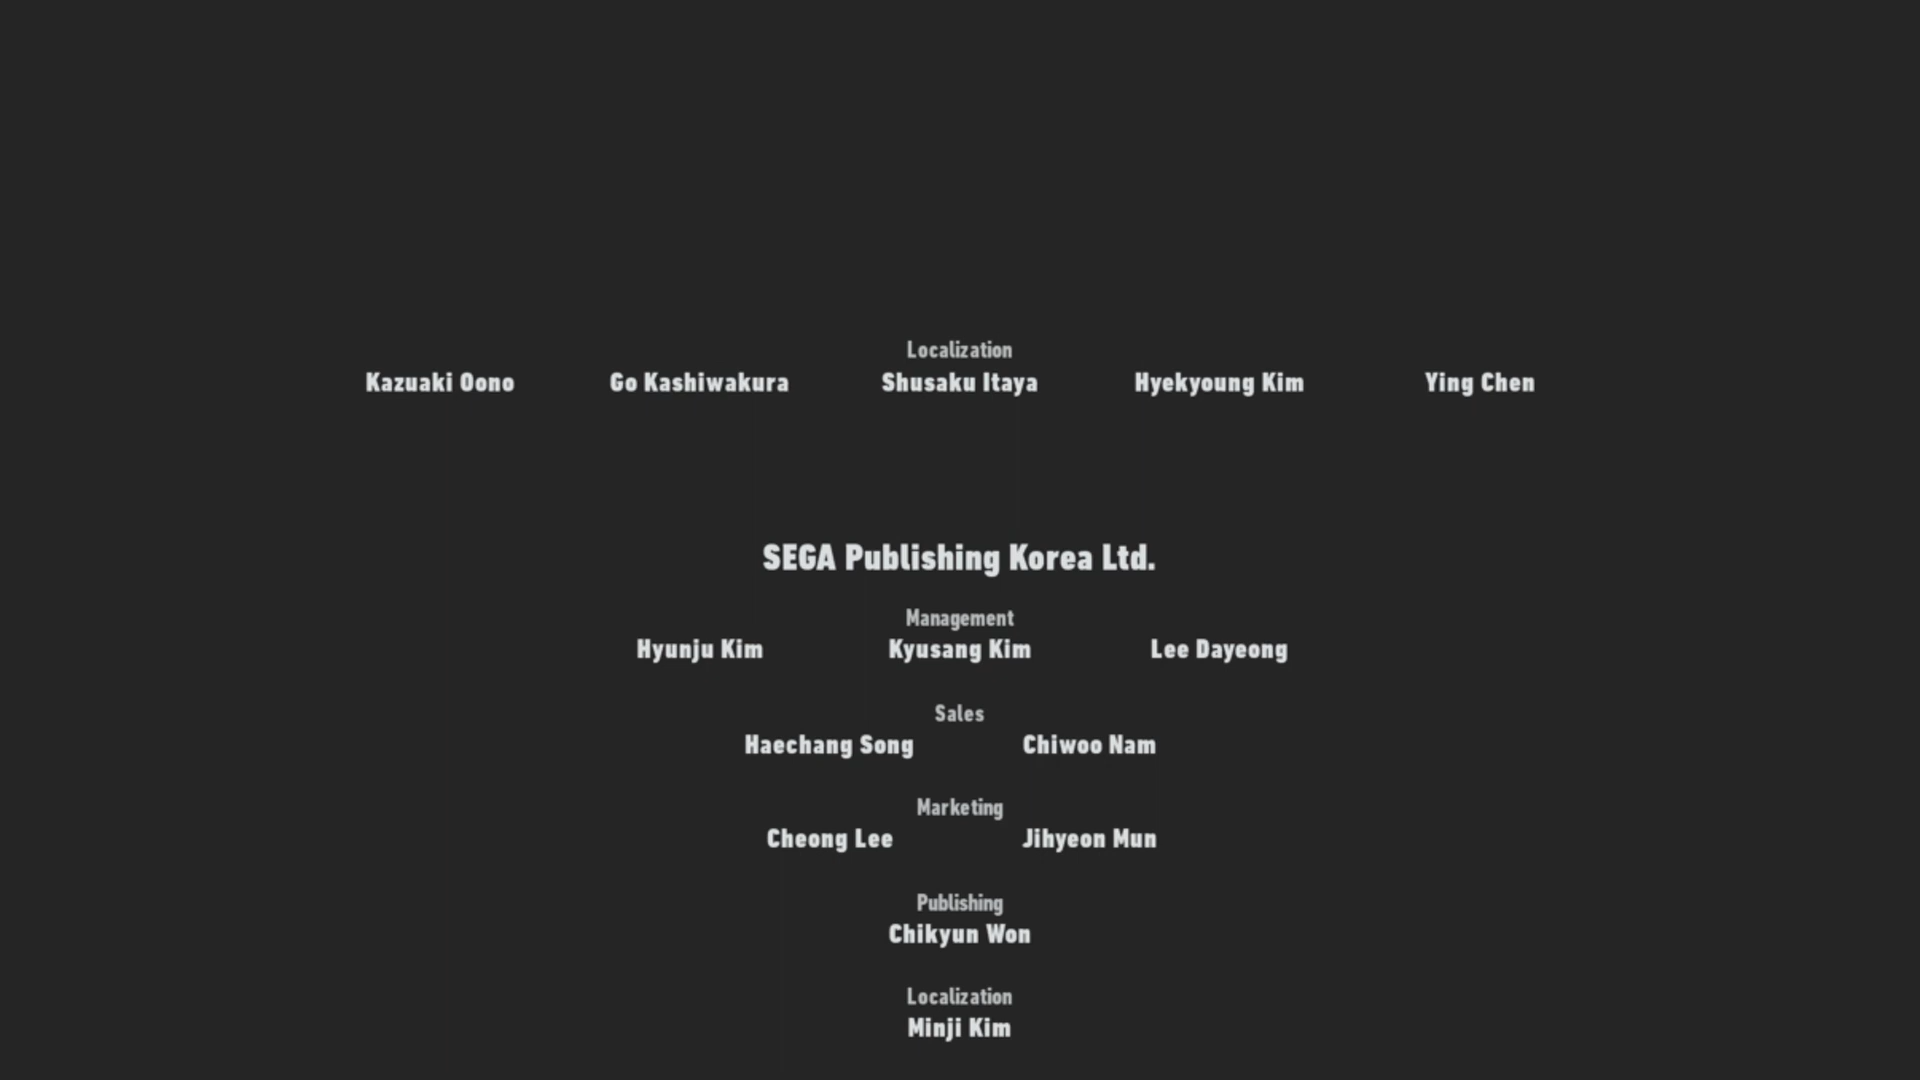 Localization
Kazuaki Oono Go Kashiwakura Shusaku Itaya Hyekyoung Kim Ying Chen
SEGA Publishing Korea Ltd.
Management
Hyunju Kim Kyusang Kim Lee Dayeong
Sales
Haechang Song Chiwoo Nam
Marketing
Cheong Lee Jihyeon Mun
Publishing
Chikyun Won
Localization
Minji Kim